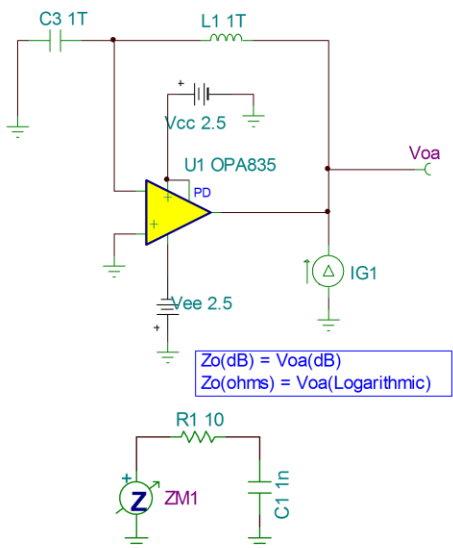 C3 1T
L1 1T
+
Vcc 2.5
U1 OPA835
PD
Voa
+
+
IG1
Vee 2.5
+
Zo(dB) = Voa(dB)
Zo(ohms) = Voa(Logarithmic)
R1 10
+
Z
ZM1
C1 1n